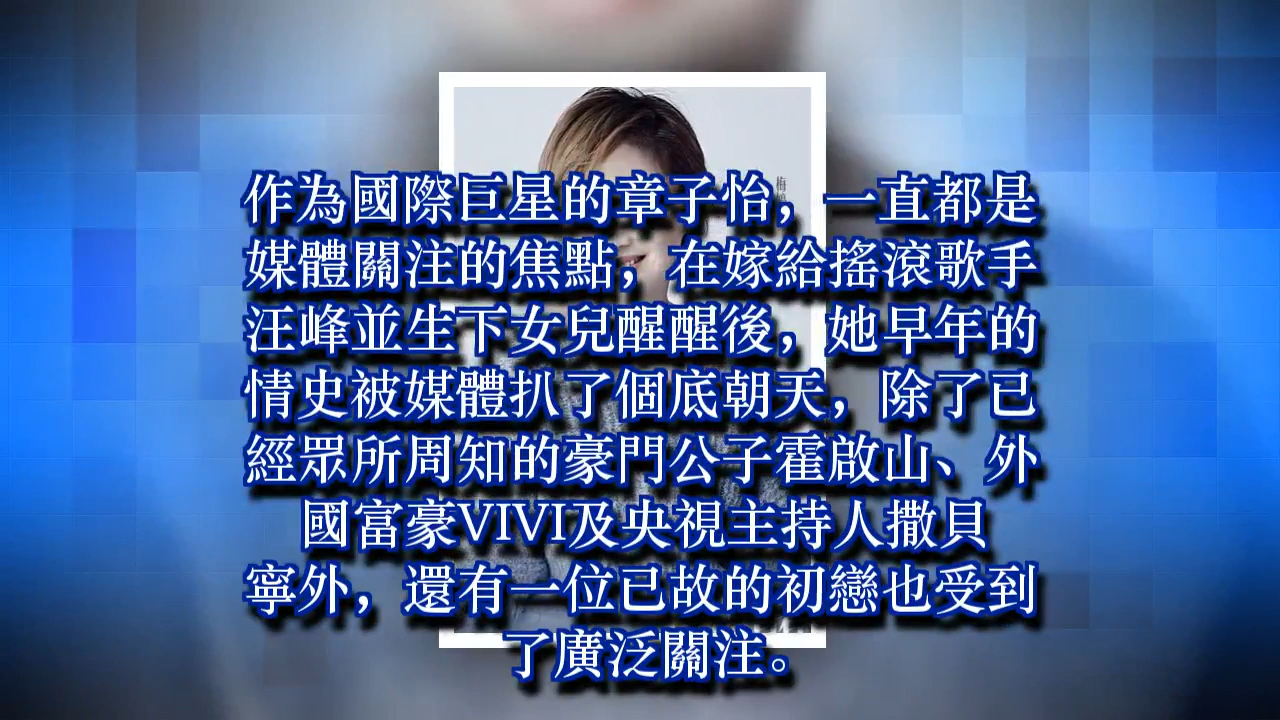 作為國際巨星的章子怡，一直都是
媒體關注的焦點，在嫁給搖滾歌手
汪峰並生下女兒醒醒後，她早年的
情史被媒體扒了個底朝天，除了已
經眾所周知的豪門公子霍啟山、外
國富豪VIVI及央視主持人撒貝
寧外，還有一位已故的初戀也受到
了廣泛關注。